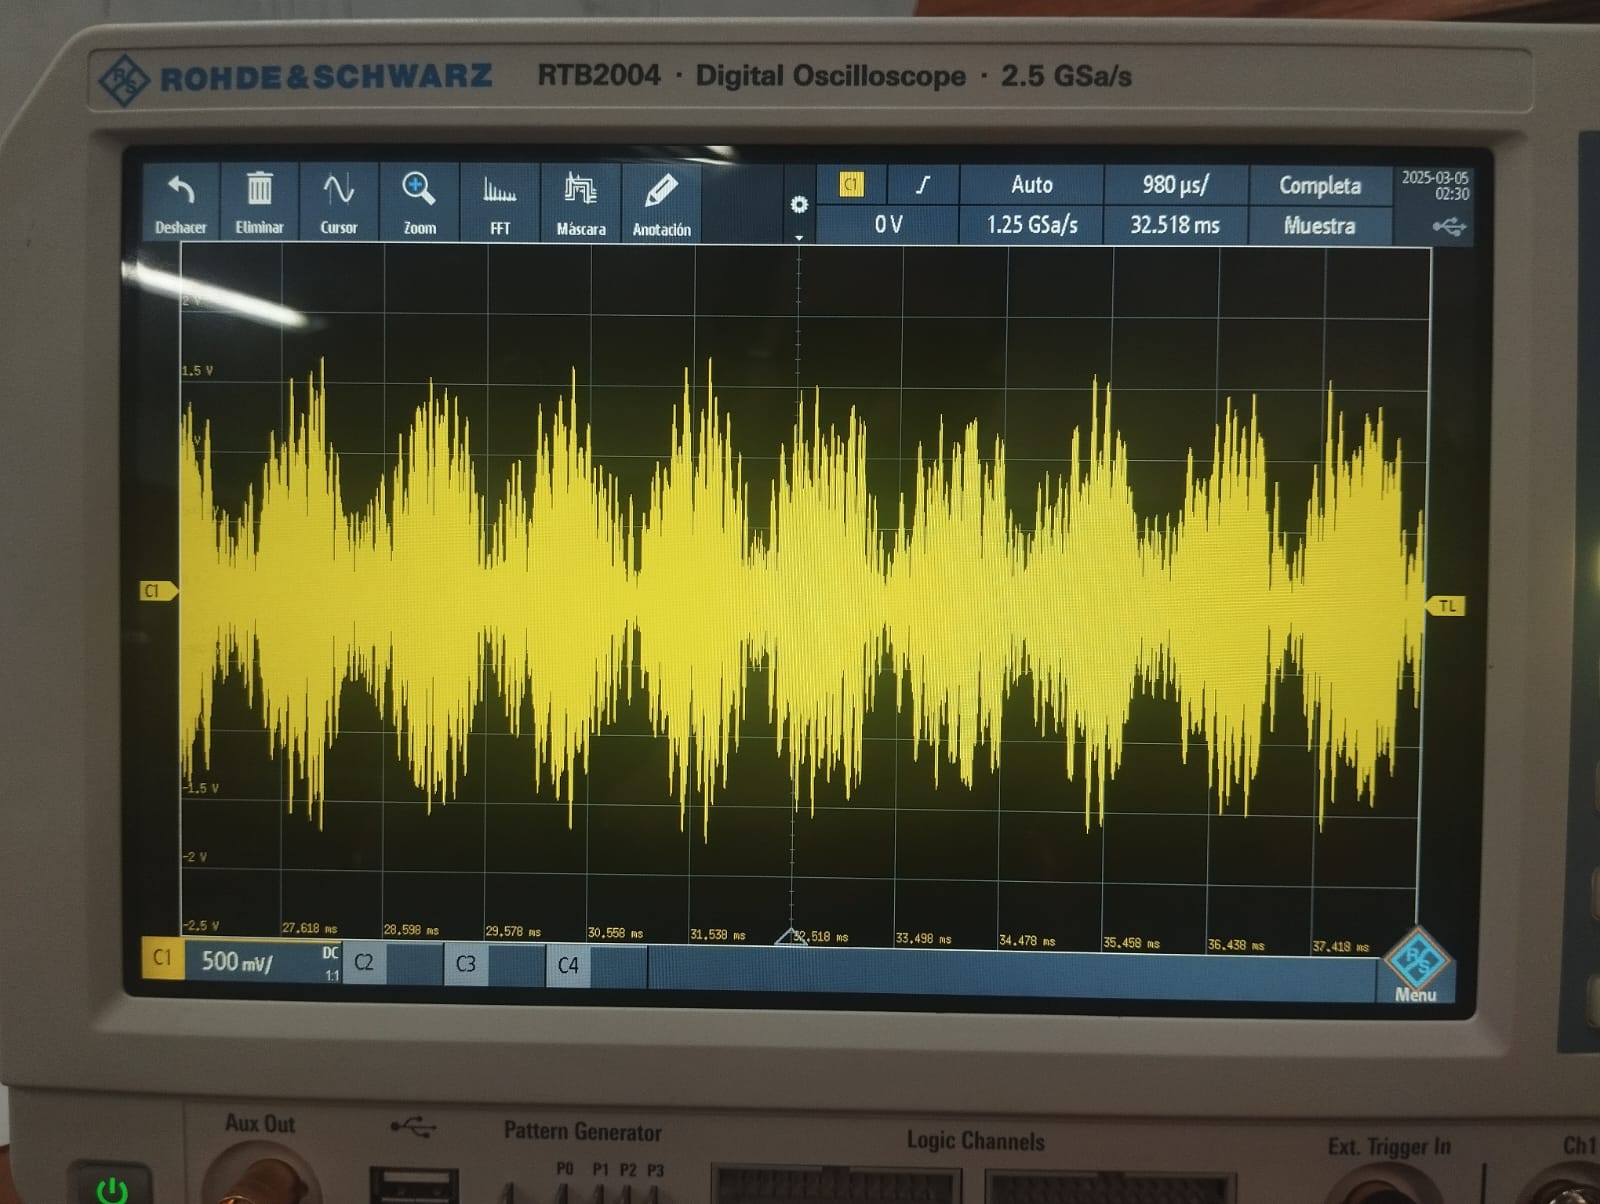 ROHDE&SCHWARZ RTB2004 · Digital Oscilloscope · 2.5 GSa/s
Deshacer Eliminar Cursor Zoom FFT Máscara Anotación
C1 Auto 980 µs/ Completa 2025-03-05
0 V 1.25 GSa/s 32.518 ms Muestra 02:30
2 V
1.5 V
V
C1
TL
-1.5 V
-2 V
-2.5 V
27.618 ms 28.598 ms 29.578 ms 30.558 ms 31.538 ms 32.518 ms 33.498 ms 34.478 ms 35.458 ms 36.438 ms 37.418 ms
C1 500 mV/ DC 1:1 C2 C3 C4
R/S
Menu
Aux Out Pattern Generator Logic Channels Ext. Trigger In Ch1
P0 P1 P2 P3